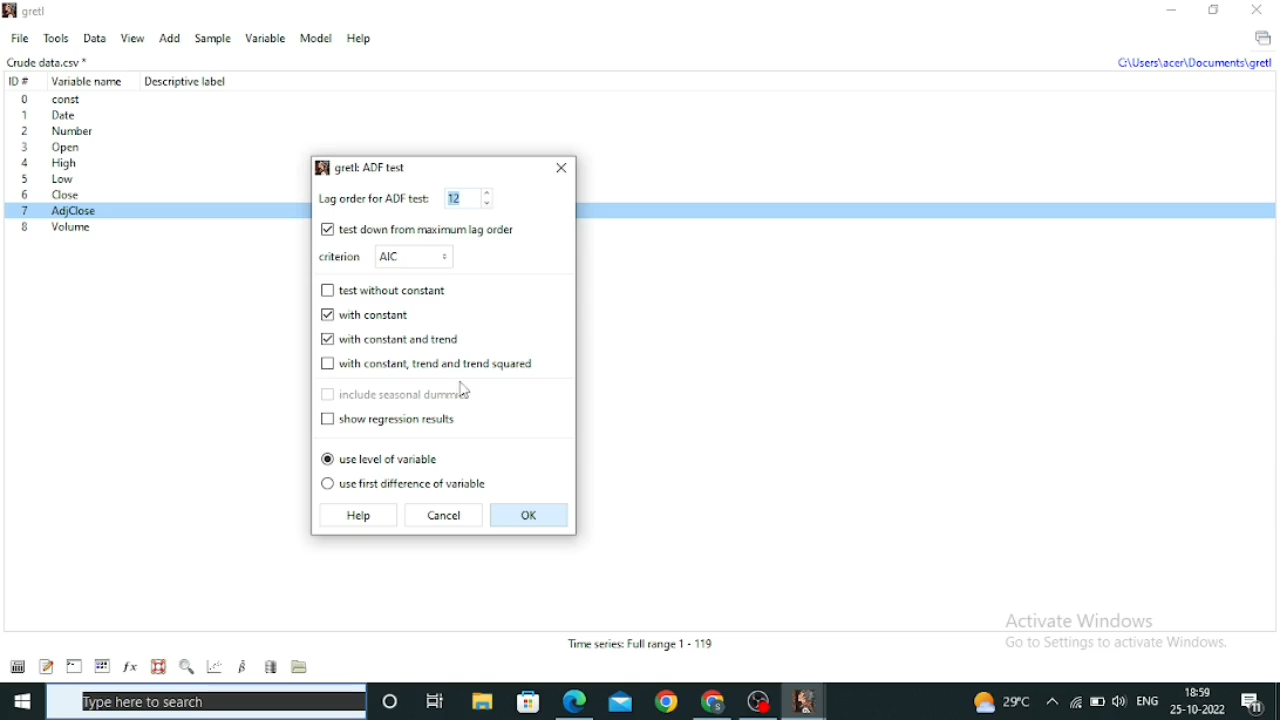 gretl
File Tools Data View Add Sample Variable Model Help
Crude data.csv * C:\Users\acer\Documents\gretl
ID # Variable name Descriptive label
0 const
1 Date
2 Number
3 Open
4 High
5 Low
6 Close
7 AdjClose
8 Volume
gretl: ADF test
Lag order for ADF test: 12
test down from maximum lag order
criterion AIC
test without constant
with constant
with constant and trend
with constant, trend and trend squared
include seasonal dummies
show regression results
use level of variable
use first difference of variable
Help Cancel OK
Activate Windows
Go to Settings to activate Windows.
Time series: Full range 1 - 119
fx β
Type here to search 29°C ENG 18:59
25-10-2022 11